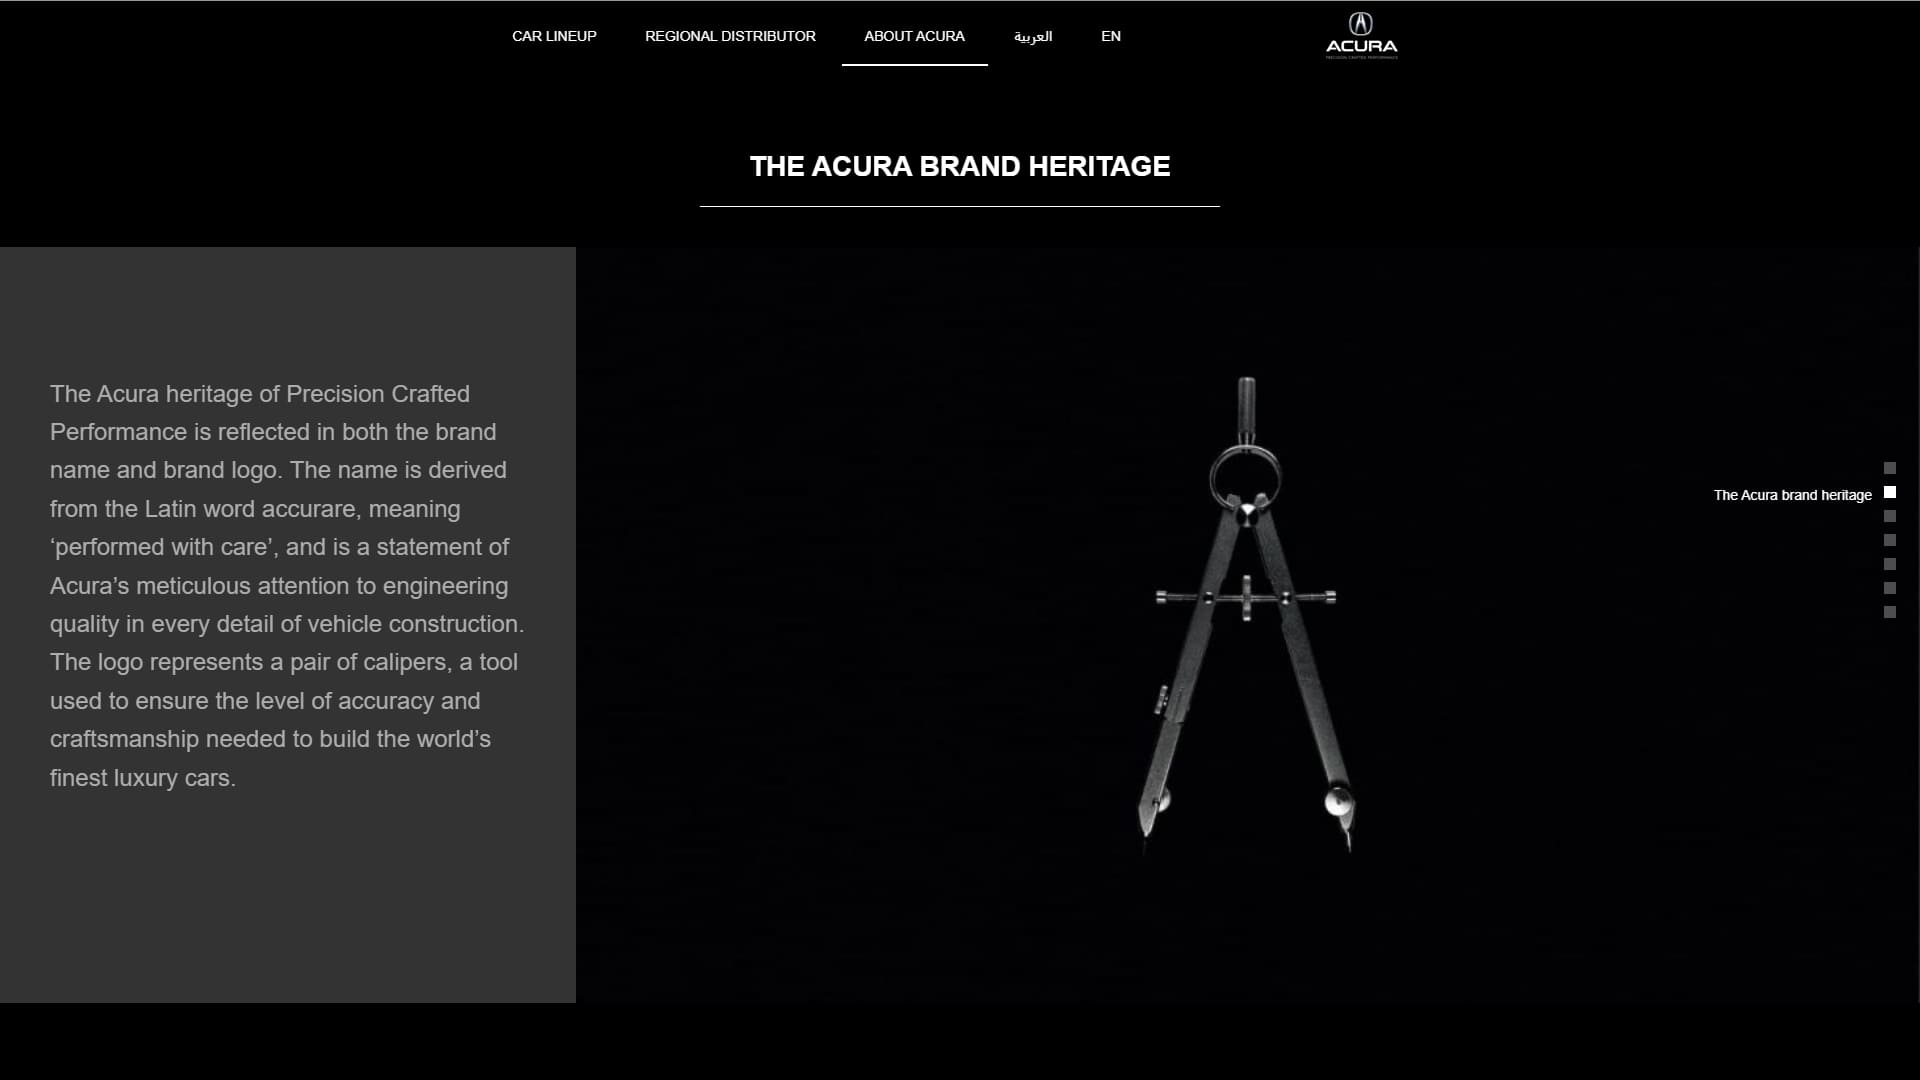 CAR LINEUP
REGIONAL DISTRIBUTOR
ABOUT ACURA
العربية
EN
ACURA
PRECISION CRAFTED PERFORMANCE
THE ACURA BRAND HERITAGE
The Acura heritage of Precision Crafted
Performance is reflected in both the brand
name and brand logo. The name is derived
from the Latin word accurare, meaning
‘performed with care’, and is a statement of
Acura’s meticulous attention to engineering
quality in every detail of vehicle construction.
The logo represents a pair of calipers, a tool
used to ensure the level of accuracy and
craftsmanship needed to build the world’s
finest luxury cars.
The Acura brand heritage